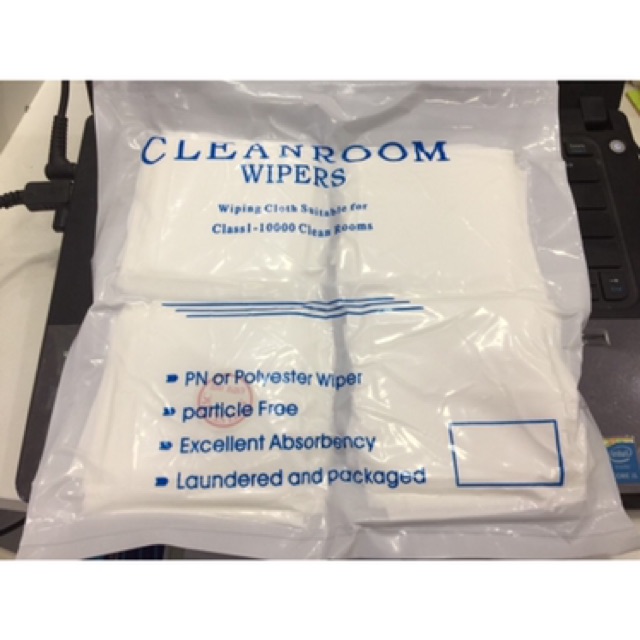 CLEANROOM
WIPERS
Wiping Cloth Suitable for
Class1-10000 Clean Rooms
PN or Polyester Wiper
particle Free
Excellent Absorbency
Laundered and packaged
intel